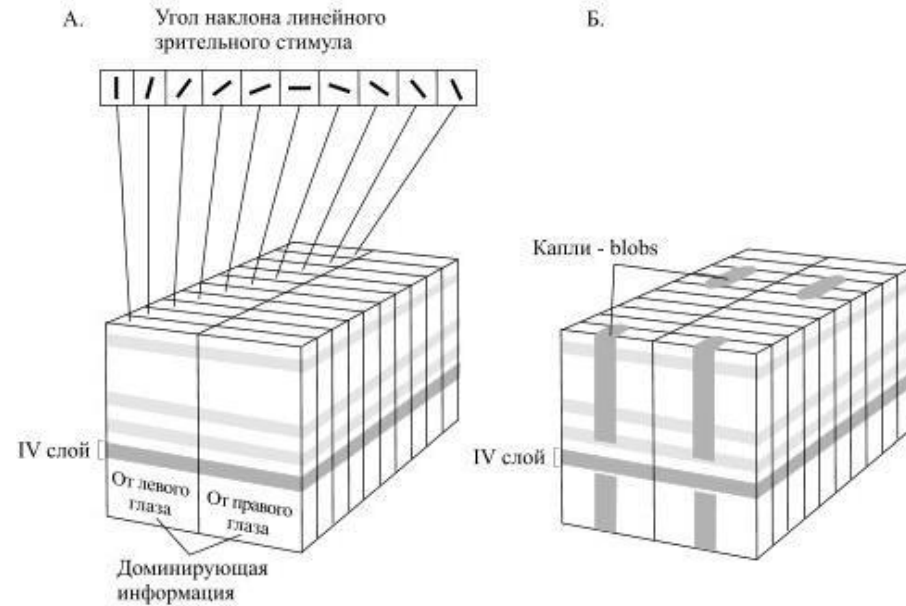 А.
Угол наклона линейного
зрительного стимула
IV слой
От левого
глаза
От правого
глаза
Доминирующая
информация
Б.
Капли - blobs
IV слой